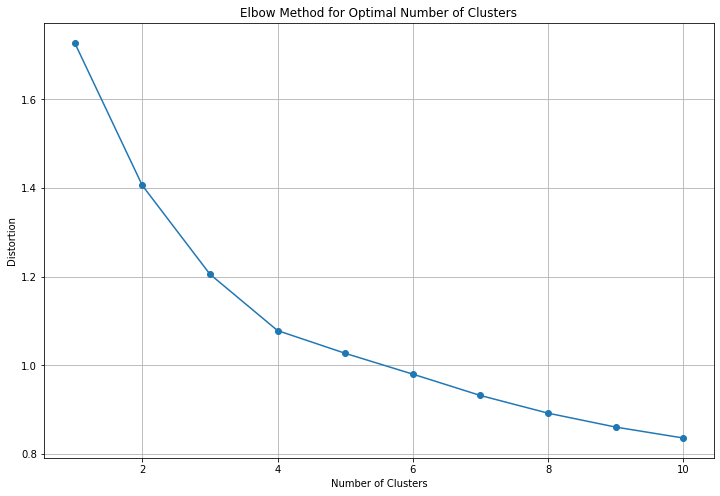 Elbow Method for Optimal Number of Clusters
1.6
1.4
1.2
1.0
0.8
Distortion
2 4 6 8 10
Number of Clusters